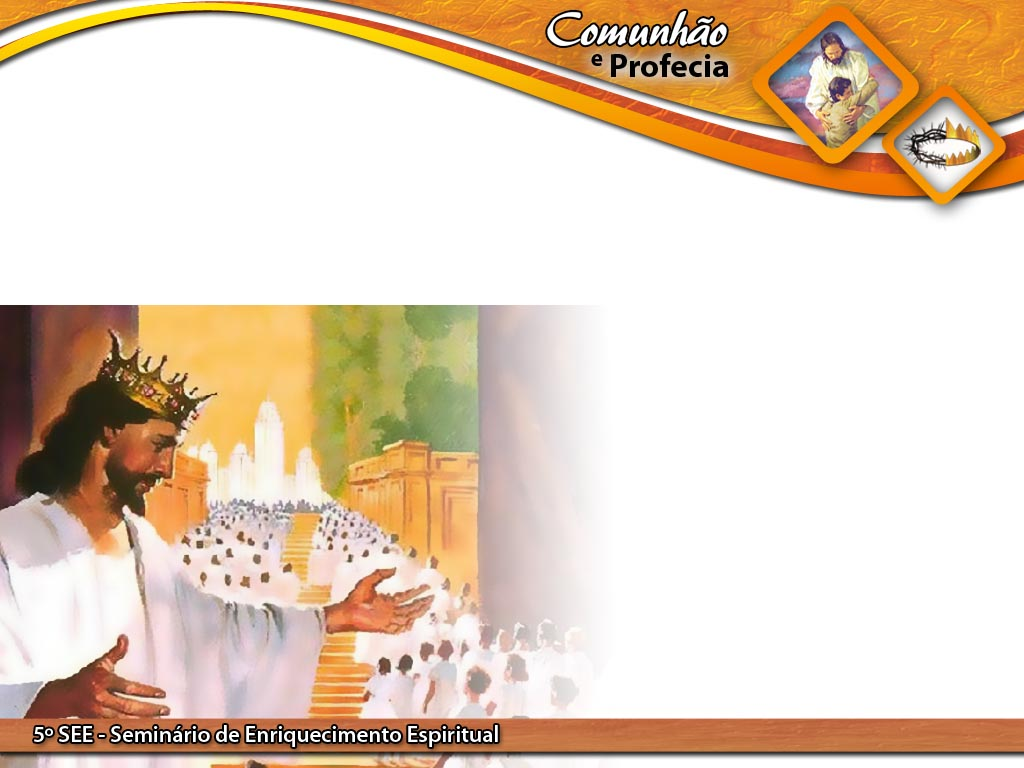 Comunhão
e Profecia
5º SEE - Seminário de Enriquecimento Espiritual